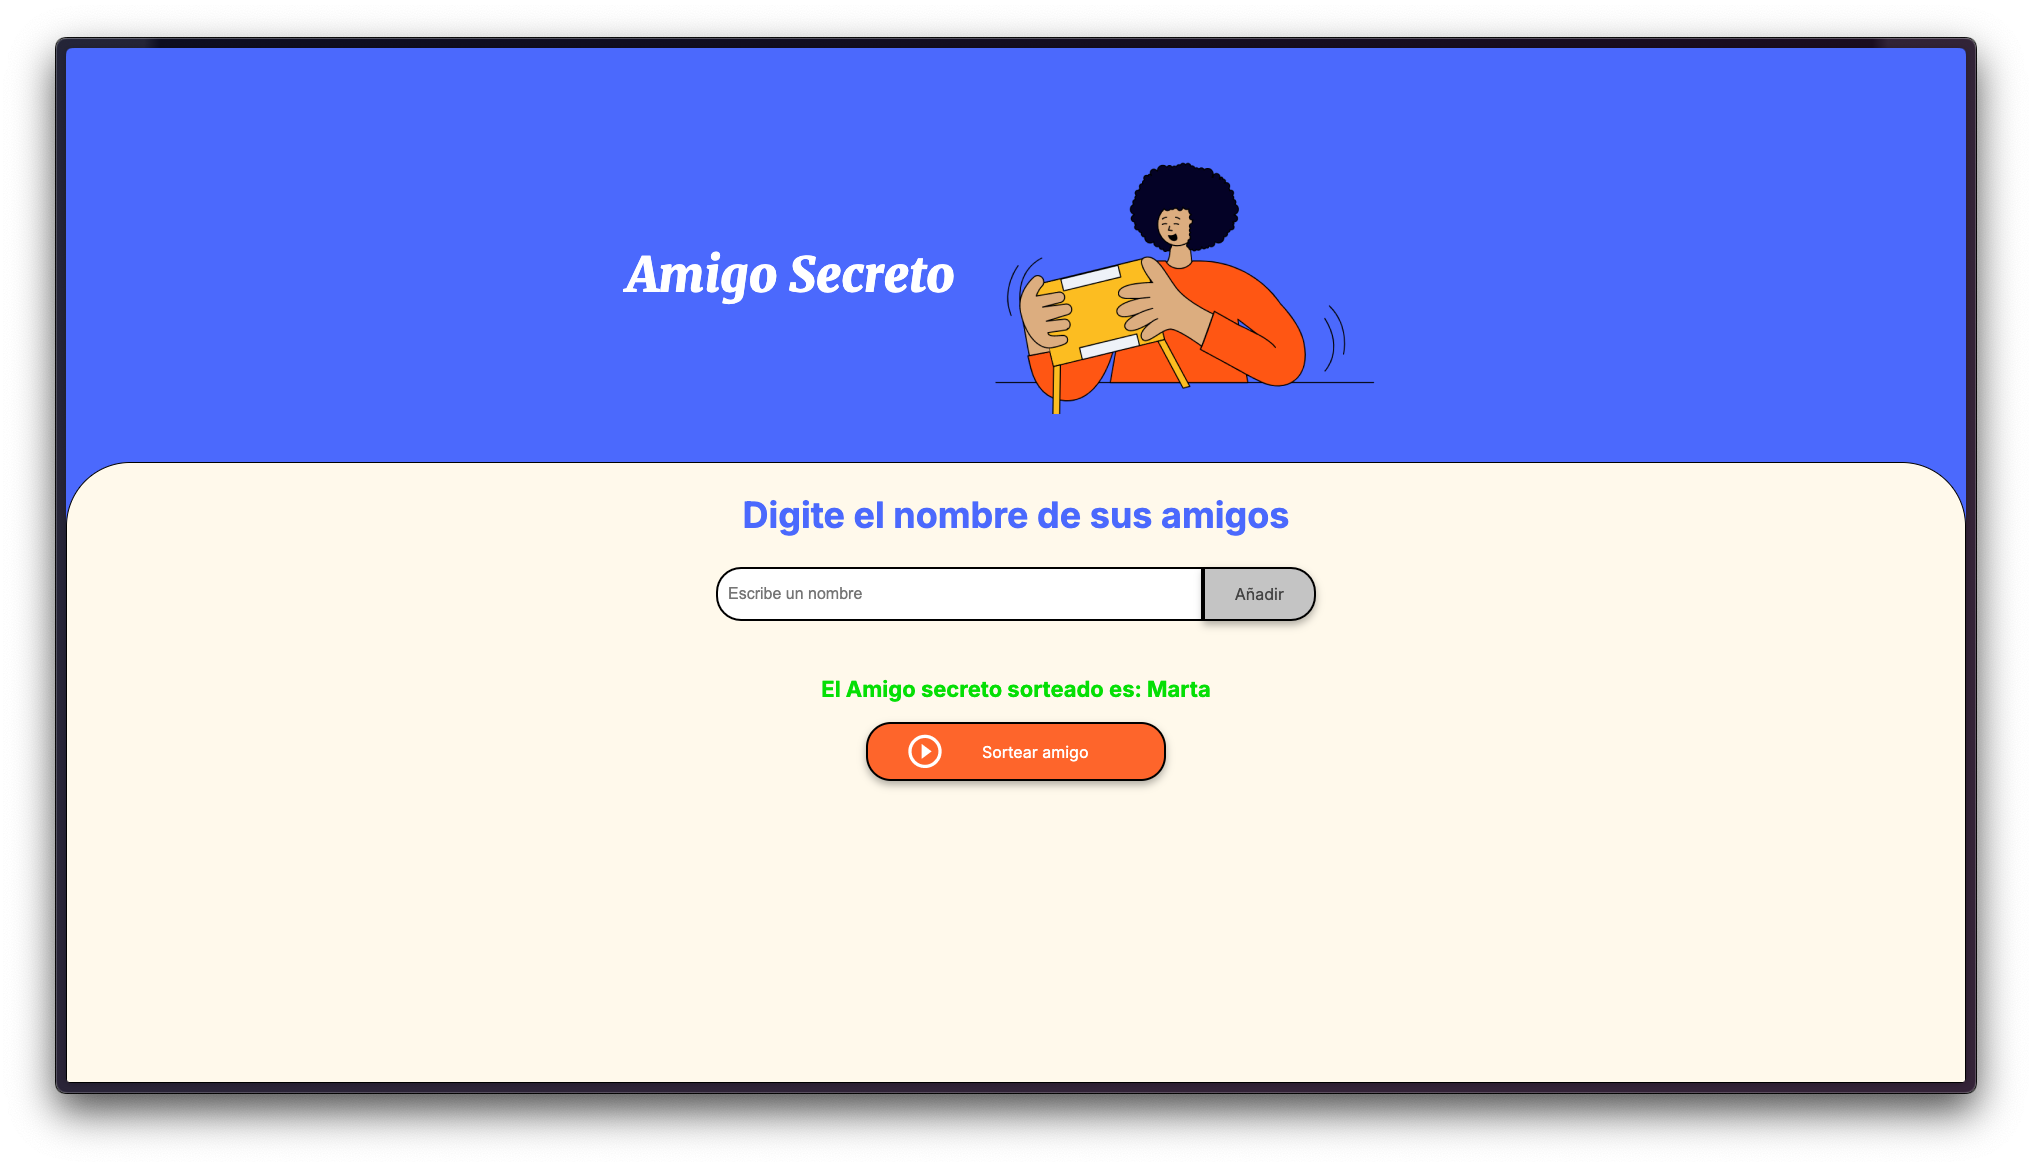 Amigo Secreto
Digite el nombre de sus amigos
Escribe un nombre
Añadir
El Amigo secreto sorteado es: Marta
Sortear amigo